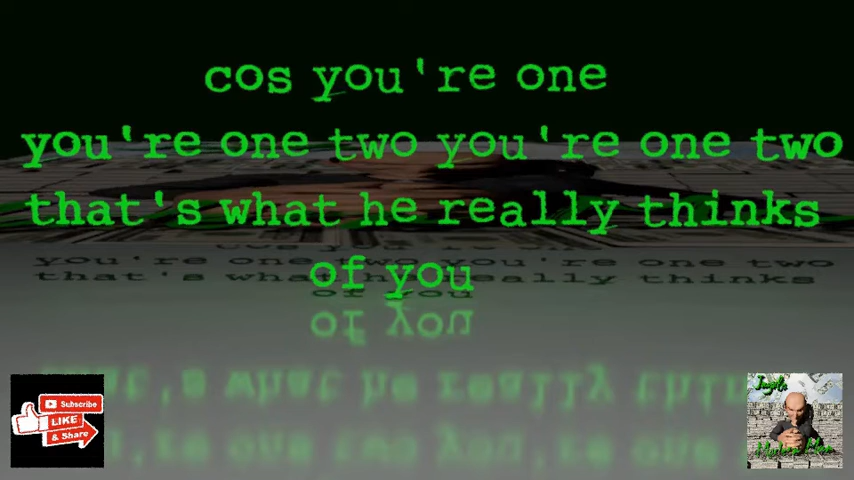 cos you're one
you're one two you're one two
that's what he really thinks
of you
Subscribe
LIKE
& Share